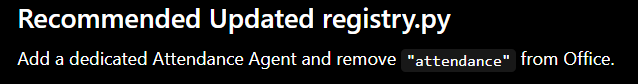 Recommended Updated registry.py
Add a dedicated Attendance Agent and remove "attendance" from Office.